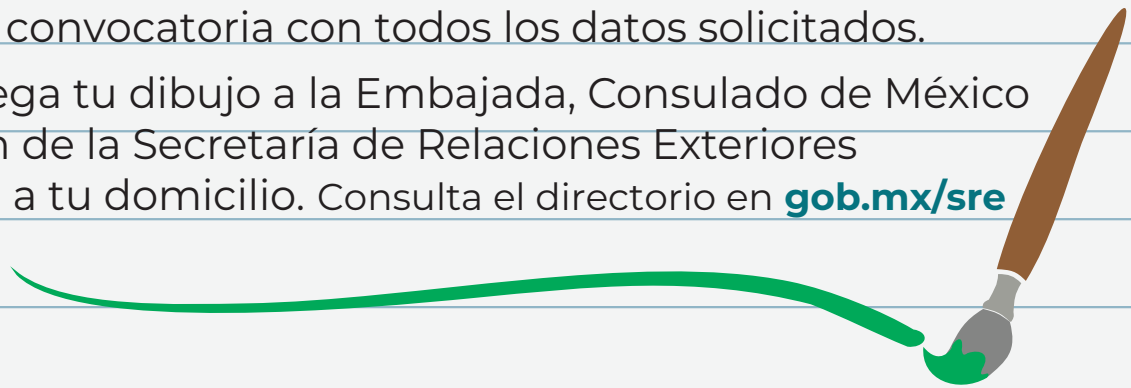 convocatoria con todos los datos solicitados.
ega tu dibujo a la Embajada, Consulado de México
n de la Secretaría de Relaciones Exteriores
a tu domicilio. Consulta el directorio en gob.mx/sre